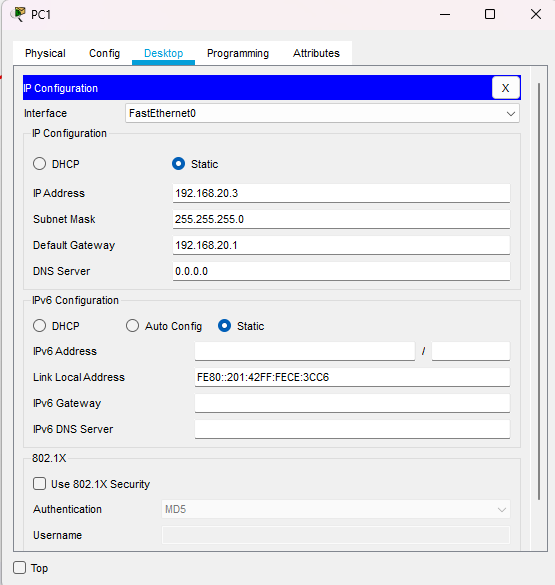 PC1
Physical Config Desktop Programming Attributes
IP Configuration X
Interface FastEthernet0
IP Configuration
DHCP Static
IP Address 192.168.20.3
Subnet Mask 255.255.255.0
Default Gateway 192.168.20.1
DNS Server 0.0.0.0
IPv6 Configuration
DHCP Auto Config Static
IPv6 Address /
Link Local Address FE80::201:42FF:FECE:3CC6
IPv6 Gateway
IPv6 DNS Server
802.1X
Use 802.1X Security
Authentication MD5
Username
Top